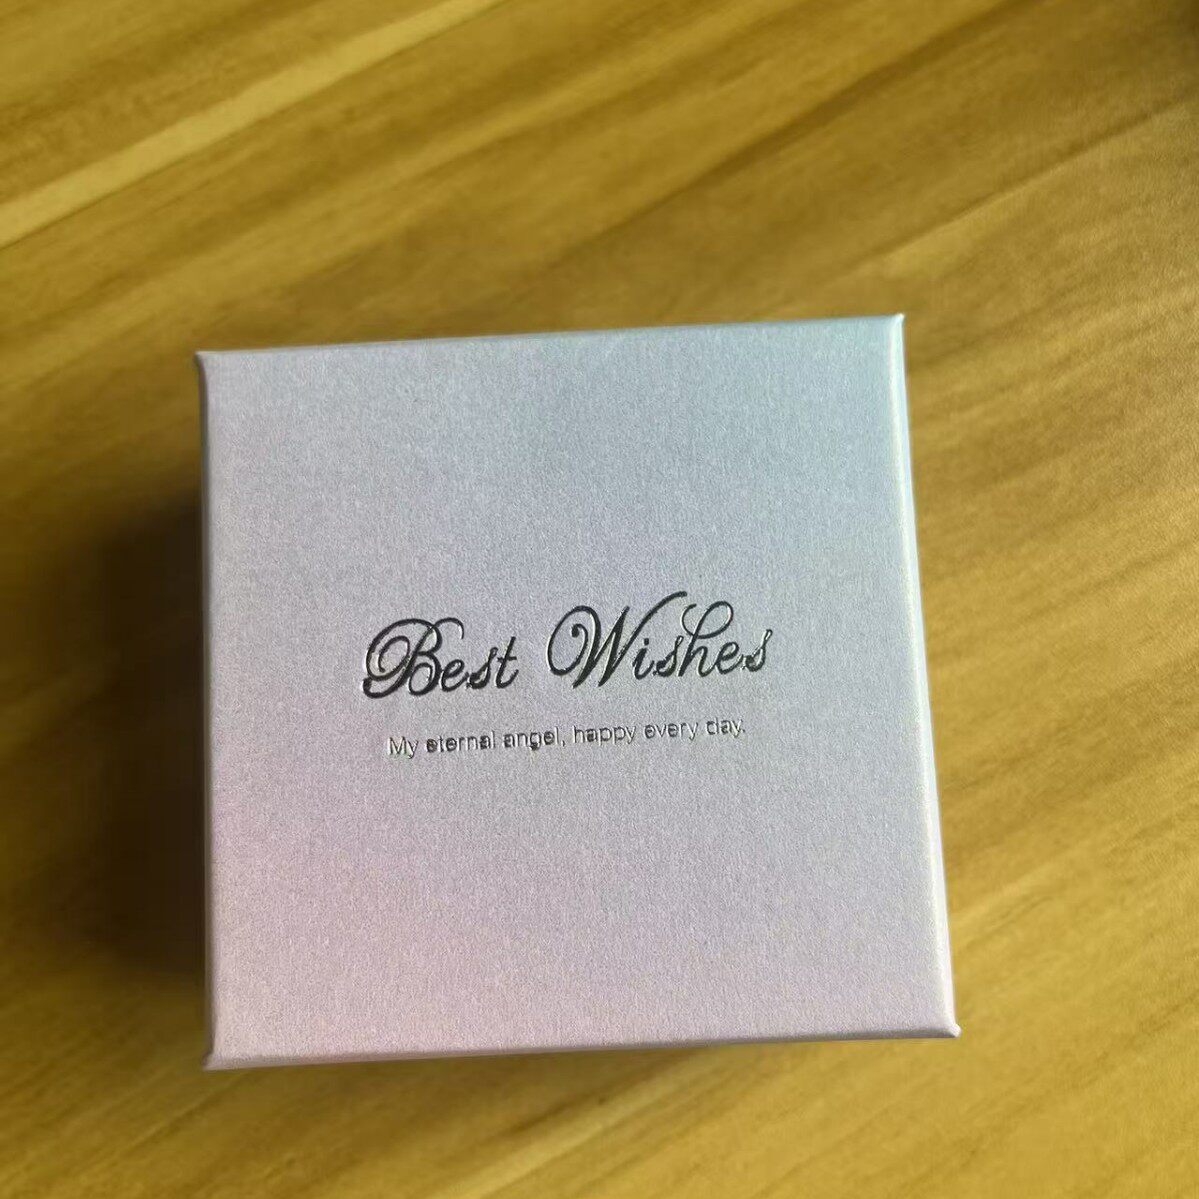 Best Wishes
My eternal angel, happy every day.